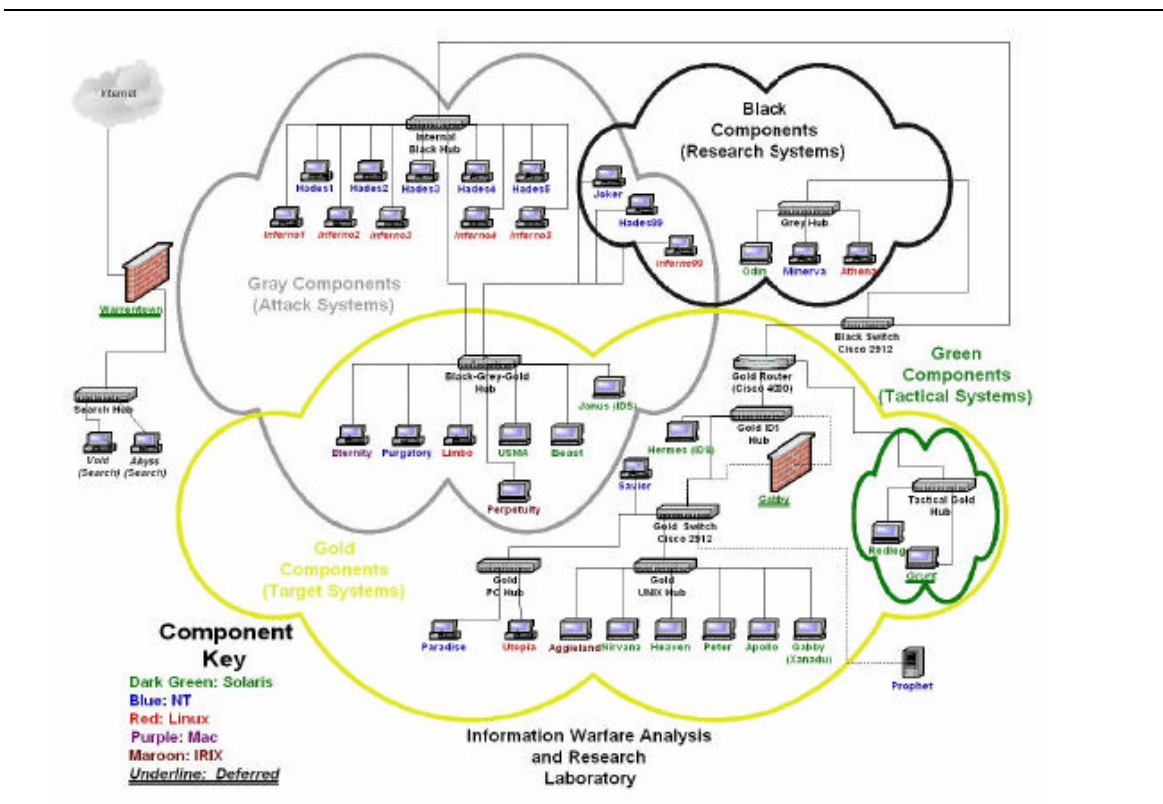 Internet
Internal
Black Hub
Hades1
Hades2
Hades3
Hades4
Hades5
Inferno1
Inferno2
Inferno3
Inferno4
Inferno5
Gray Components
(Attack Systems)
Black
Components
(Research Systems)
Joker
Hades99
Inferno99
Grey Hub
Odin
Minerva
Athena
Warrentown
Search Hub
Void
(Search)
Abyss
(Search)
Black Switch
Cisco 2912
Green
Components
(Tactical Systems)
Gold Router
(Cisco 4000)
Black-Grey-Gold
Hub
Janus (IDS)
Eternity
Purgatory
Limbo
USMA
Beast
Perpetuity
Gold IDS
Hub
Hermes (IDS)
Savior
Gabby
Gold Switch
Cisco 2912
Tactical Gold
Hub
Redleg
Grunt
Gold
Components
(Target Systems)
Gold
PC Hub
Gold
UNIX Hub
Paradise
Utopia
Aggieland
Nirvana
Heaven
Peter
Apollo
Gabby
(Xanadu)
Prophet
Component
Key
Dark Green: Solaris
Blue: NT
Red: Linux
Purple: Mac
Maroon: IRIX
Underline: Deferred
Information Warfare Analysis
and Research
Laboratory